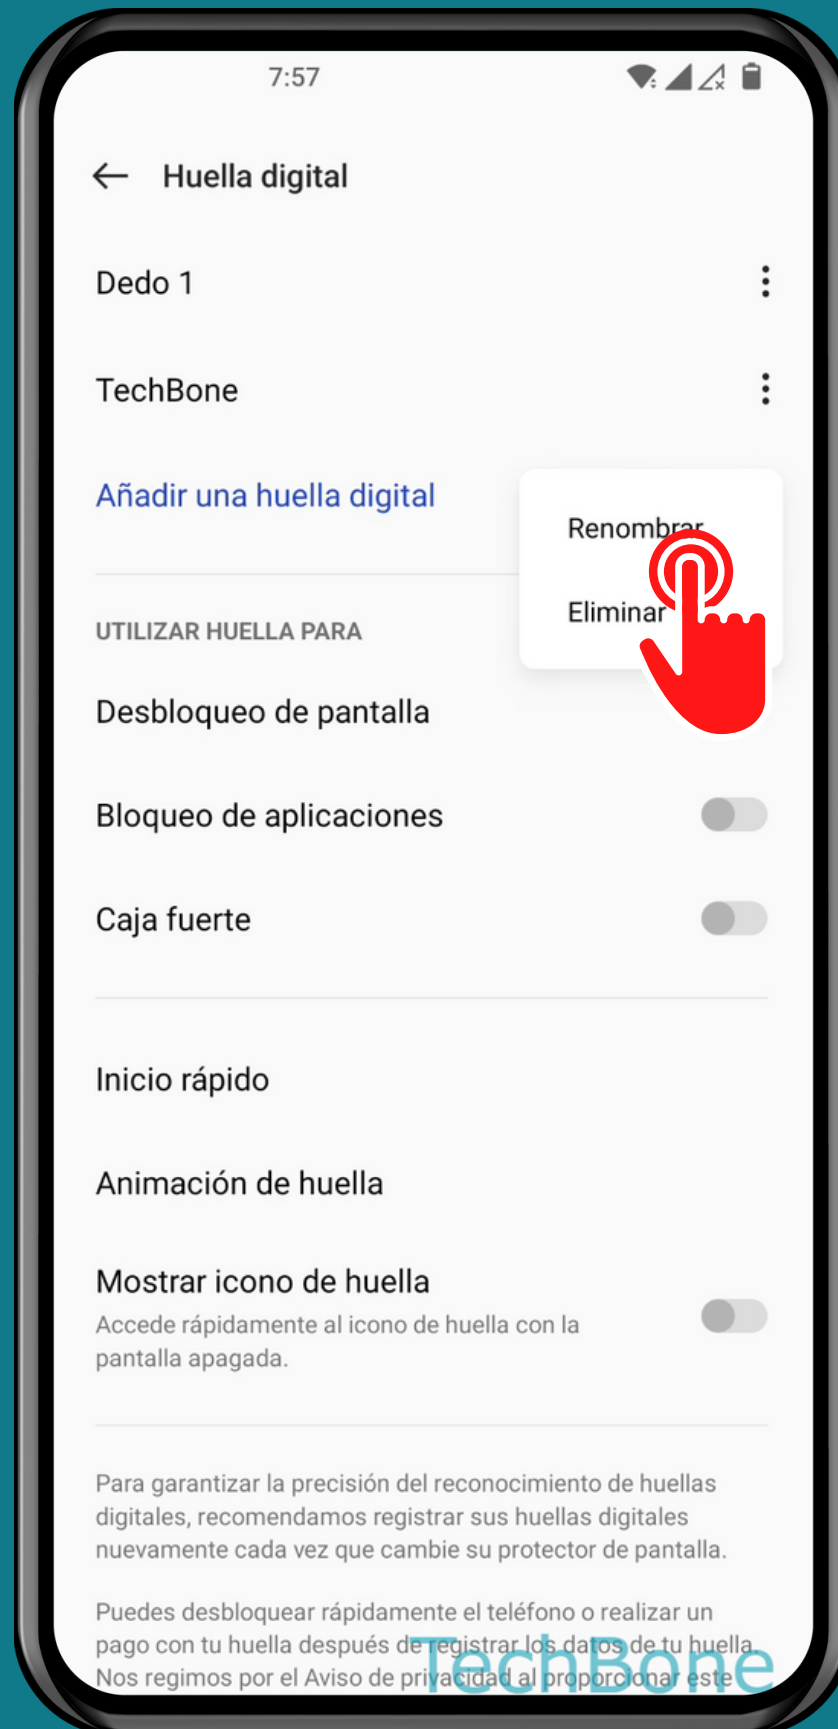 7:57
Huella digital
Dedo 1
TechBone
Añadir una huella digital
Renombrar
Eliminar
UTILIZAR HUELLA PARA
Desbloqueo de pantalla
Bloqueo de aplicaciones
Caja fuerte
Inicio rápido
Animación de huella
Mostrar icono de huella
Accede rápidamente al icono de huella con la
pantalla apagada.
Para garantizar la precisión del reconocimiento de huellas
digitales, recomendamos registrar sus huellas digitales
nuevamente cada vez que cambie su protector de pantalla.
Puedes desbloquear rápidamente el teléfono o realizar un
pago con tu huella después de registrar los datos de tu huella.
Nos regimos por el Aviso de privacidad al proporcionar este
TechBone